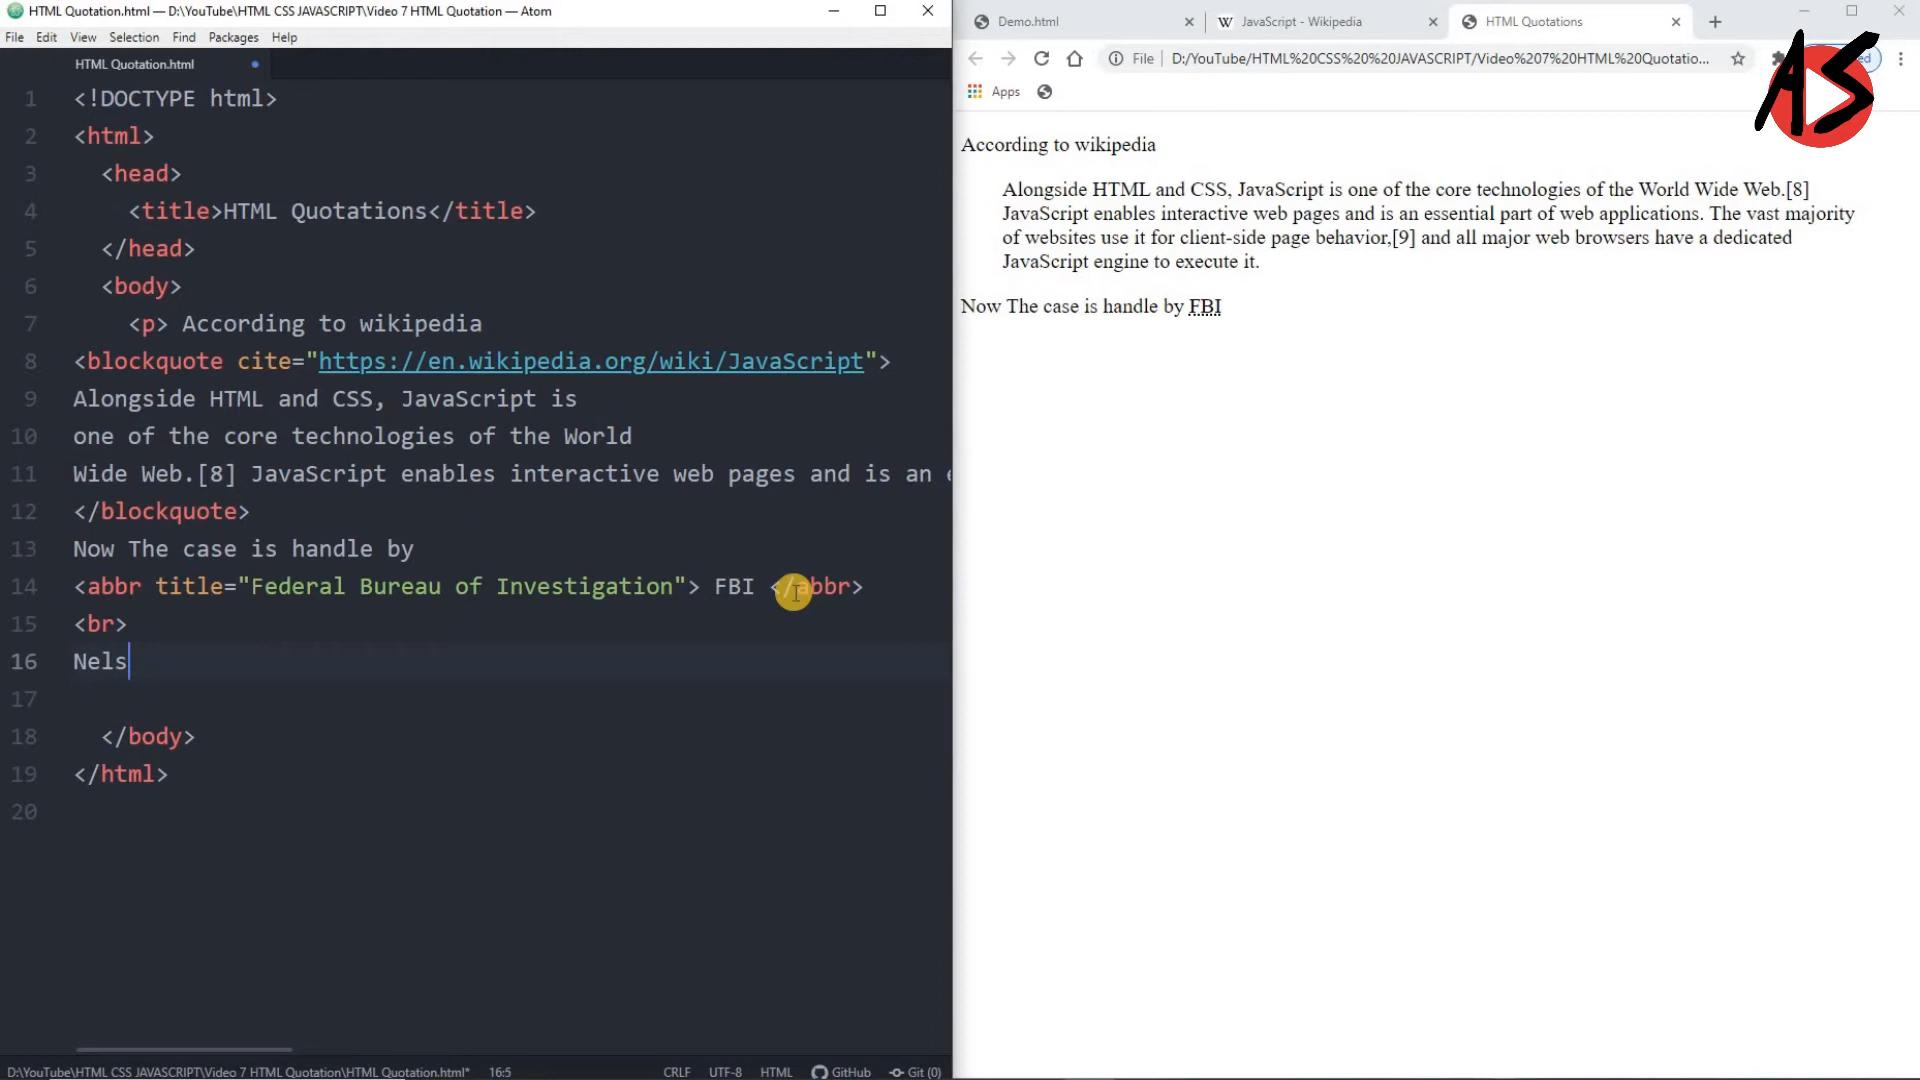 HTML Quotation.html — D:\YouTube\HTML CSS JAVASCRIPT\Video 7 HTML Quotation — Atom
File Edit View Selection Find Packages Help
HTML Quotation.html
1 <!DOCTYPE html>
2 <html>
3 <head>
4 <title>HTML Quotations</title>
5 </head>
6 <body>
7 <p> According to wikipedia
8 <blockquote cite="https://en.wikipedia.org/wiki/JavaScript">
9 Alongside HTML and CSS, JavaScript is
10 one of the core technologies of the World
11 Wide Web.[8] JavaScript enables interactive web pages and is an
12 </blockquote>
13 Now The case is handle by
14 <abbr title="Federal Bureau of Investigation"> FBI </abbr>
15 <br>
16 Nels
17
18 </body>
19 </html>
20
D:\YouTube\HTML CSS JAVASCRIPT\Video 7 HTML Quotation\HTML Quotation.html* 16:5 CRLF UTF-8 HTML GitHub Git (0)
Demo.html JavaScript - Wikipedia HTML Quotations
File D:/YouTube/HTML%20CSS%20%20JAVASCRIPT/Video%207%20HTML%20Quotatio...
Apps
AS
According to wikipedia
Alongside HTML and CSS, JavaScript is one of the core technologies of the World Wide Web.[8]
JavaScript enables interactive web pages and is an essential part of web applications. The vast majority
of websites use it for client-side page behavior,[9] and all major web browsers have a dedicated
JavaScript engine to execute it.
Now The case is handle by FBI